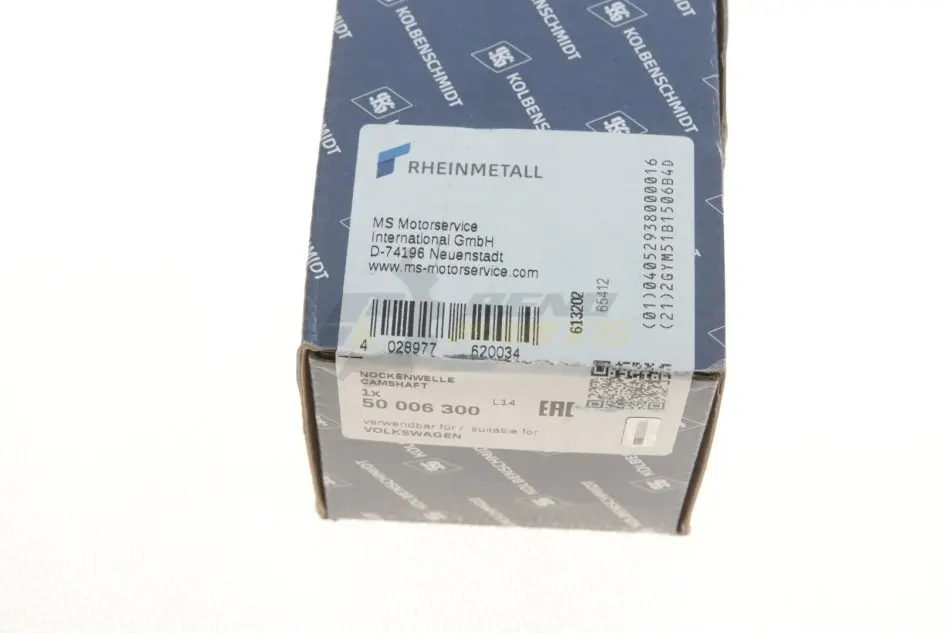 KOLBENSCHMIDT
KOLBENSCHMIDT
KOLBENSCHMIDT
RHEINMETALL
MS Motorservice
International GmbH
D-74196 Neuenstadt
www.ms-motorservice.com
(01)04052938000016
(21)2GYM51B1506B4D
613202
65412
4 028977 620034
NOCKENWELLE
CAMSHAFT
1x
50 006 300
L14
EAC
verwendbar für / suitable for
VOLKSWAGEN
KOLBENSCHMIDT
KOLBENSCHMIDT